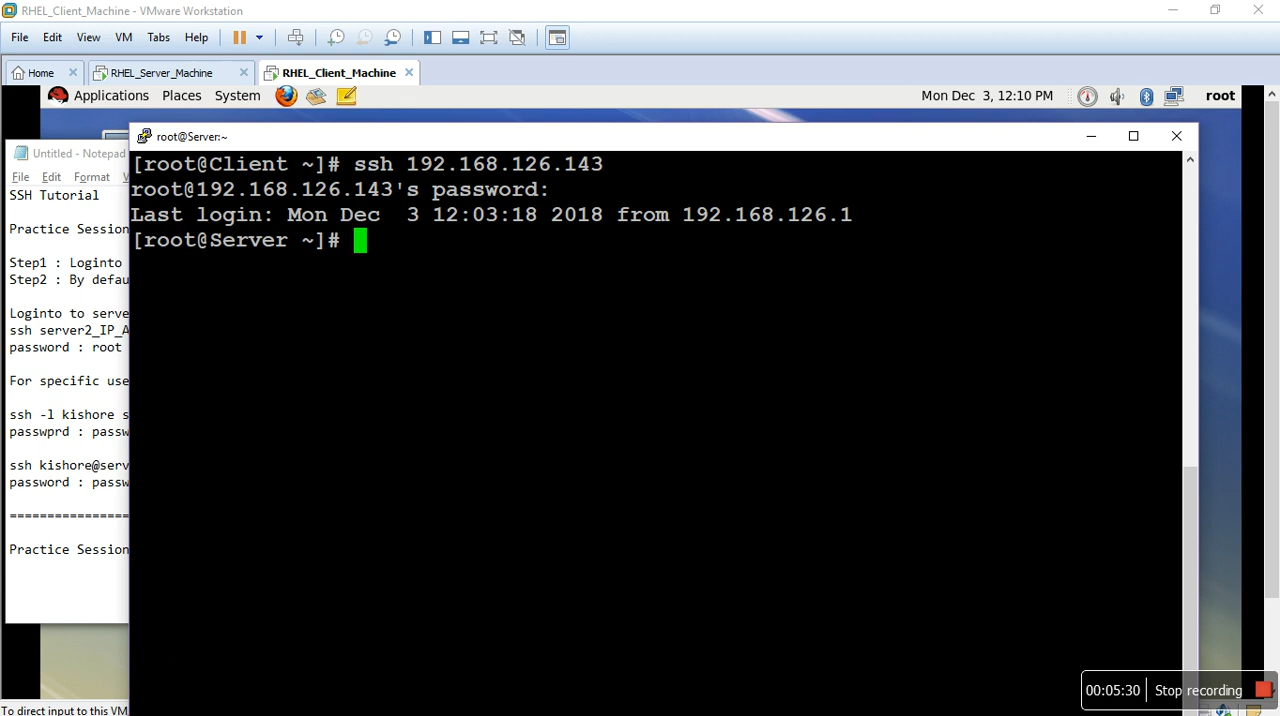 RHEL_Client_Machine - VMware Workstation
File Edit View VM Tabs Help
Home RHEL_Server_Machine RHEL_Client_Machine
Applications Places System Mon Dec 3, 12:10 PM root
root@Server:~
[root@Client ~]# ssh 192.168.126.143
root@192.168.126.143's password:
Last login: Mon Dec  3 12:03:18 2018 from 192.168.126.1
[root@Server ~]#
Untitled - Notepad
File Edit Format
SSH Tutorial
Practice Session
Step1 : Loginto
Step2 : By defau
Loginto to serve
ssh server2_IP_A
password : root
For specific use
ssh -l kishore s
passwprd : passw
ssh kishore@serv
password : passw
================
Practice Session
00:05:30 Stop recording
To direct input to this VM